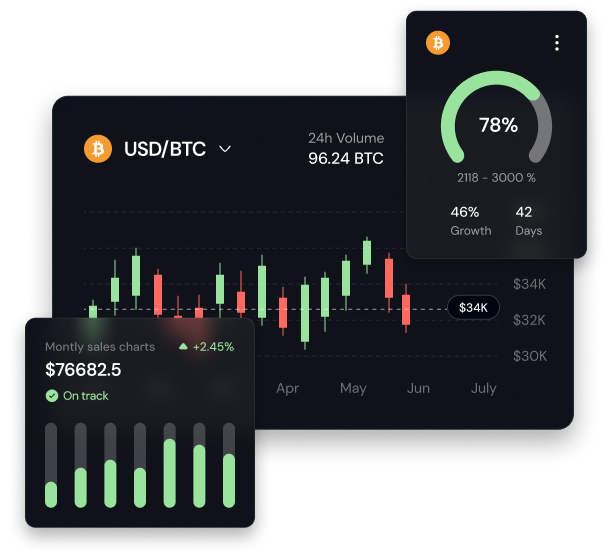 78%
2118 - 3000 %
46%
42
Growth
Days
USD/BTC
24h Volume
96.24 BTC
$34K
$34K
$32K
$30K
Apr
May
Jun
July
Montly sales charts
+2.45%
$76682.5
On track